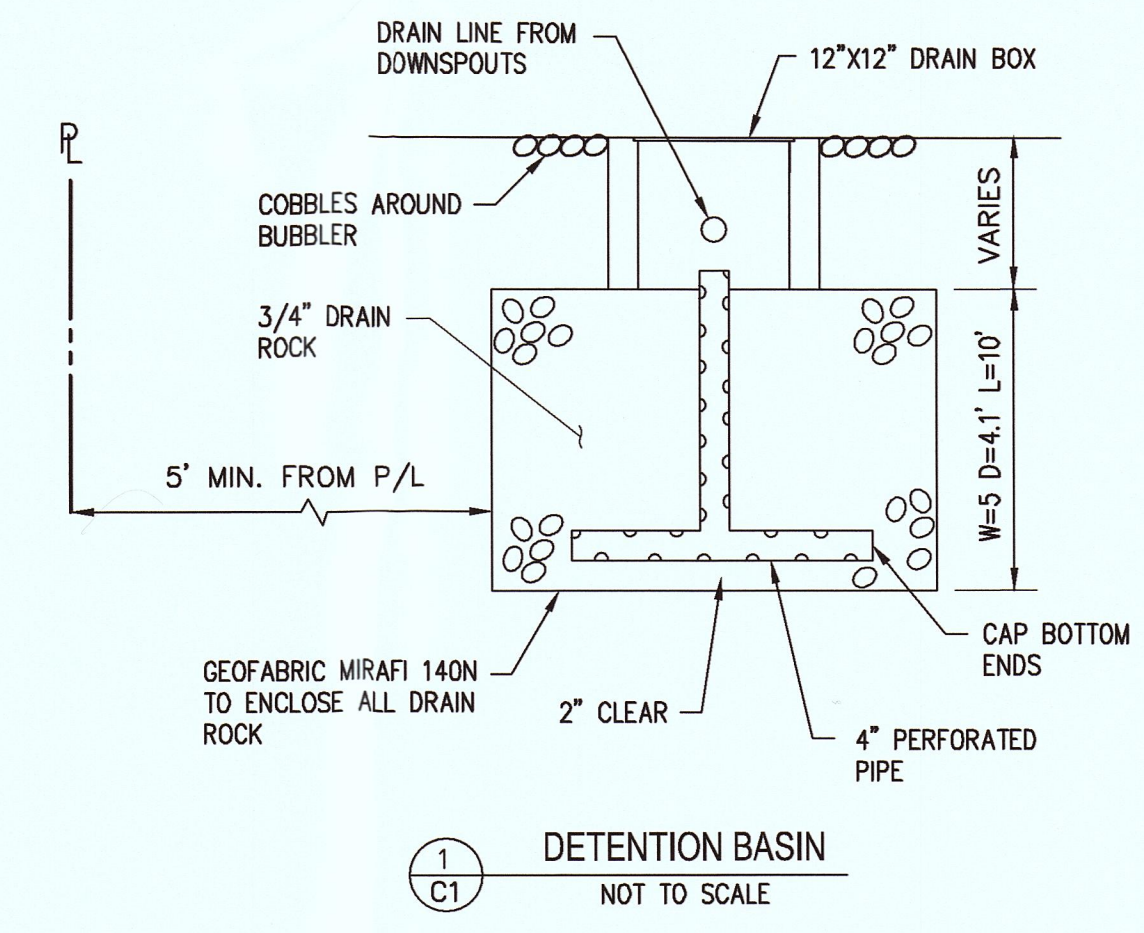 DRAIN LINE FROM
DOWNSPOUTS
12"X12" DRAIN BOX
PL
COBBLES AROUND
BUBBLER
VARIES
3/4" DRAIN
ROCK
W=5 D=4.1' L=10'
5' MIN. FROM P/L
CAP BOTTOM
ENDS
GEOFABRIC MIRAFI 140N
TO ENCLOSE ALL DRAIN
ROCK
2" CLEAR
4" PERFORATED
PIPE
1
C1
DETENTION BASIN
NOT TO SCALE